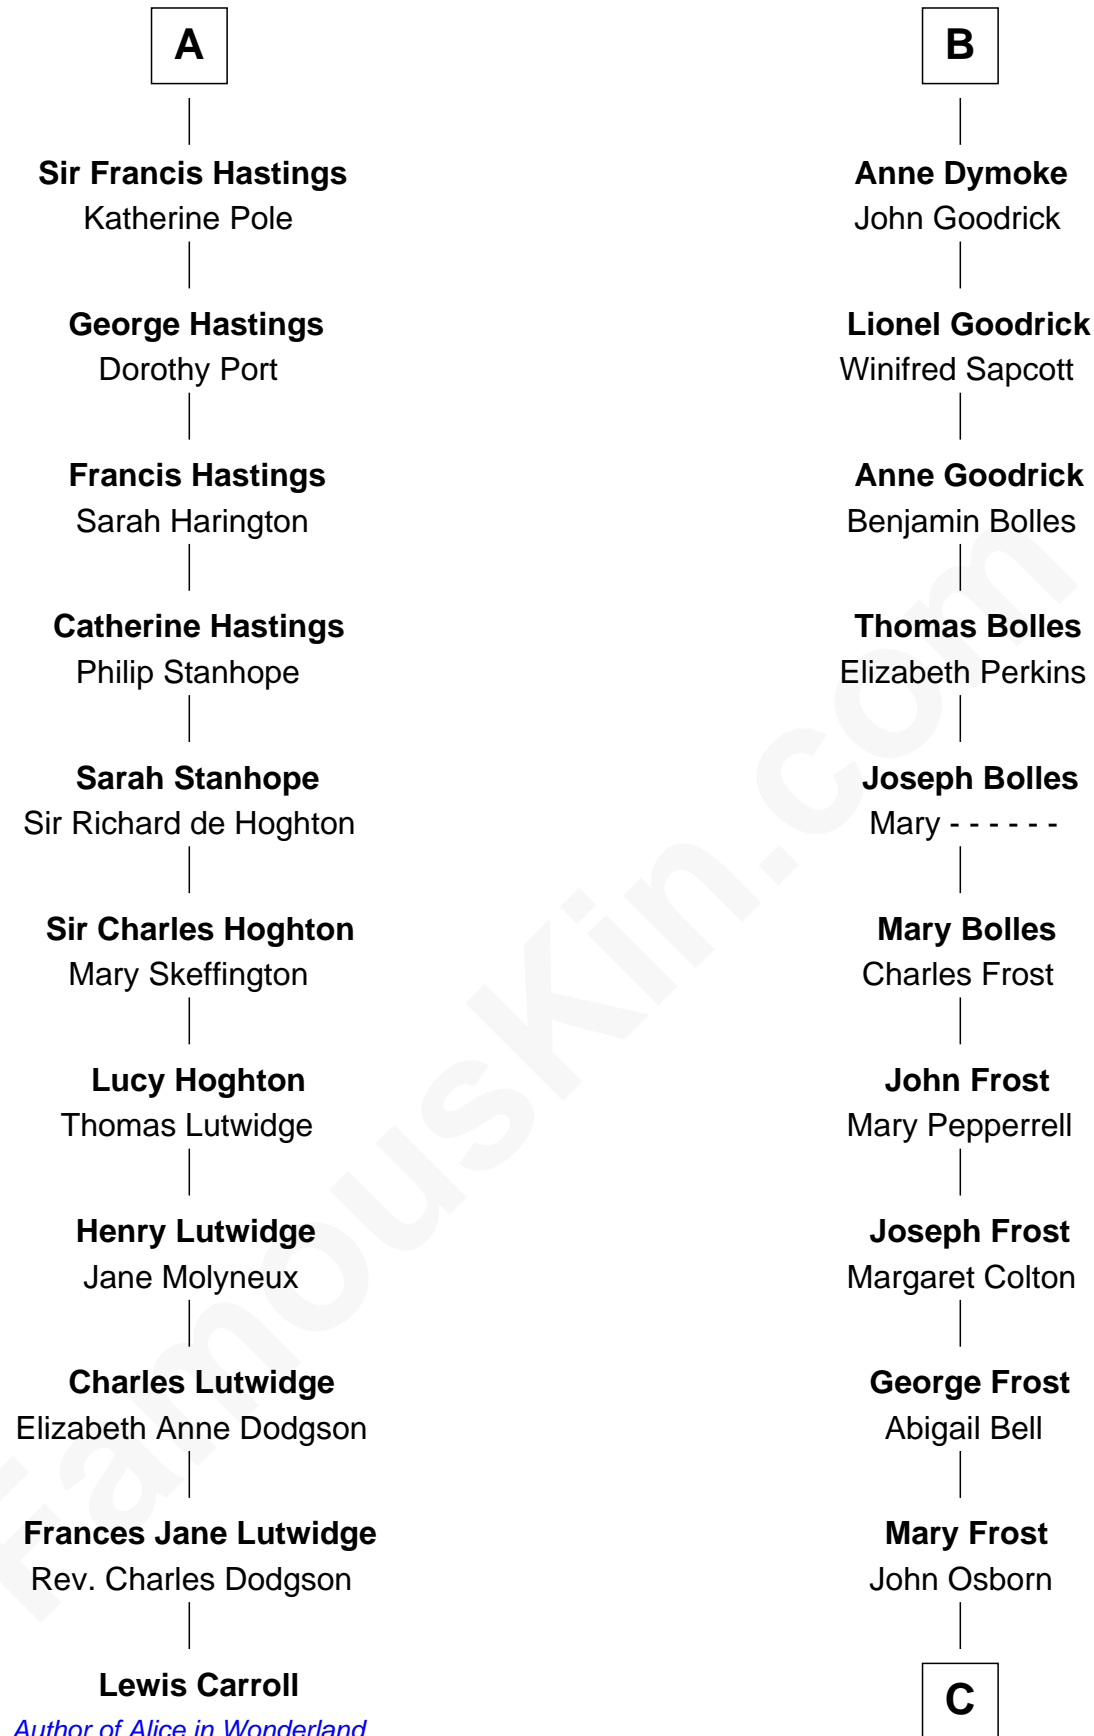 A
Sir Francis Hastings
Katherine Pole
George Hastings
Dorothy Port
Francis Hastings
Sarah Harington
Catherine Hastings
Philip Stanhope
Sarah Stanhope
Sir Richard de Hoghton
Sir Charles Hoghton
Mary Skeffington
Lucy Hoghton
Thomas Lutwidge
Henry Lutwidge
Jane Molyneux
Charles Lutwidge
Elizabeth Anne Dodgson
Frances Jane Lutwidge
Rev. Charles Dodgson
Lewis Carroll
Author of Alice in Wonderland
B
Anne Dymoke
John Goodrick
Lionel Goodrick
Winifred Sapcott
Anne Goodrick
Benjamin Bolles
Thomas Bolles
Elizabeth Perkins
Joseph Bolles
Mary - - - - - -
Mary Bolles
Charles Frost
John Frost
Mary Pepperrell
Joseph Frost
Margaret Colton
George Frost
Abigail Bell
Mary Frost
John Osborn
C
FamousKin.com